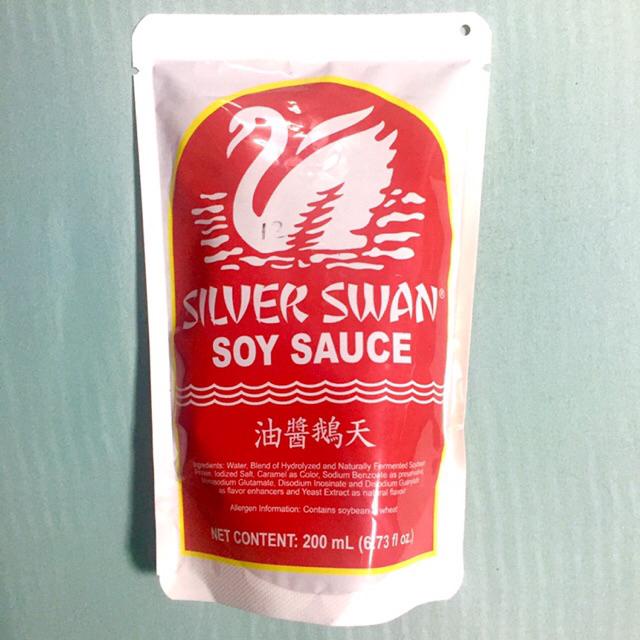 12
SILVER SWAN®
SOY SAUCE
油醬鵝天
Ingredients: Water, Blend of Hydrolyzed and Naturally Fermented Soybean
Protein, Iodized Salt, Caramel as Color, Sodium Benzoate as preservative,
Monosodium Glutamate, Disodium Inosinate and Disodium Guanylate
as flavor enhancers and Yeast Extract as natural flavor
Allergen Information: Contains soybean & wheat
NET CONTENT: 200 mL (6.73 fl oz.)